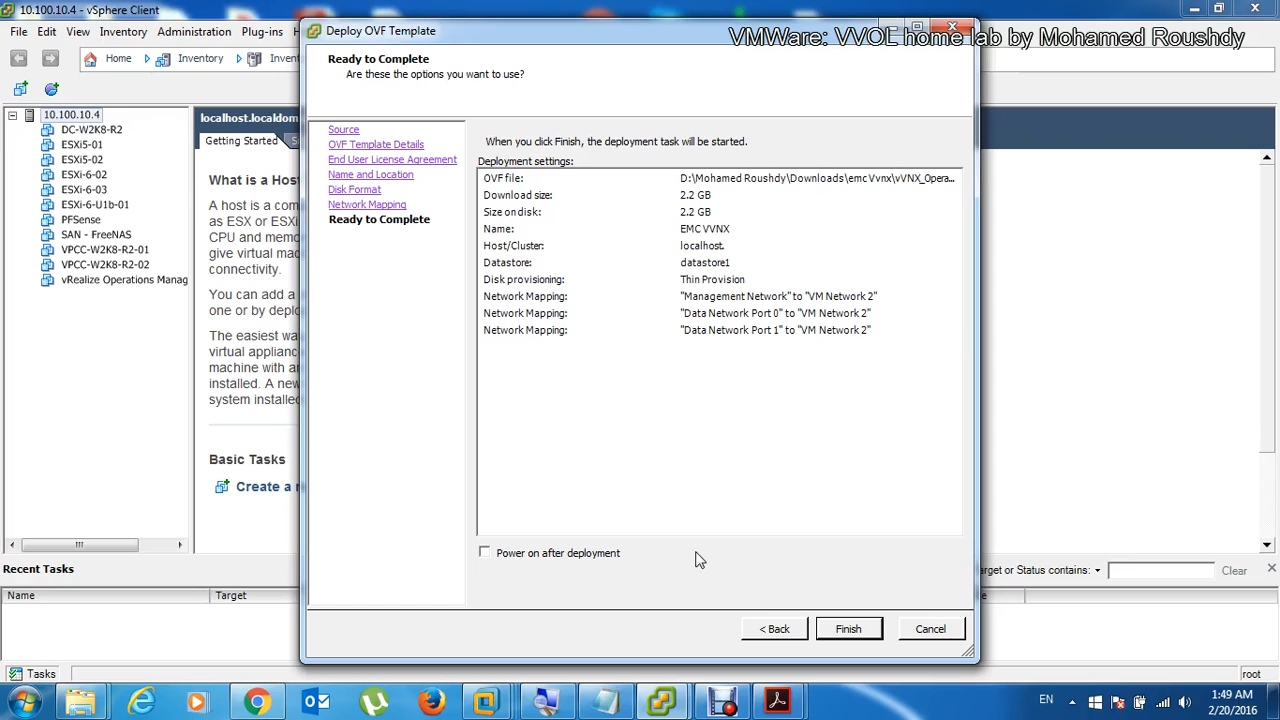 10.100.10.4 - vSphere Client
Deploy OVF Template
VMWare: VVOL home lab by Mohamed Roushdy
File Edit View Inventory Administration Plug-ins
Ready to Complete
Are these the options you want to use?
Home
Inventory
10.100.10.4
DC-W2K8-R2
ESXi5-01
ESXi5-02
ESXi-6-02
ESXi-6-03
ESXi-6-U1b-01
PFSense
SAN - FreeNAS
VPCC-W2K8-R2-01
VPCC-W2K8-R2-02
vRealize Operations Manag
localhost.localdom
Getting Started
What is a Host
A host is a com
as ESX or ESX
CPU and memo
give virtual mac
connectivity.
You can add a
one or by deplo
The easiest wa
virtual applianc
machine with an
installed. A new
system installe
Basic Tasks
Create a n
Source
OVF Template Details
End User License Agreement
Name and Location
Disk Format
Network Mapping
Ready to Complete
When you click Finish, the deployment task will be started.
Deployment settings:
OVF file: D:\Mohamed Roushdy\Downloads\emc Vvnx\vVNX_Opera...
Download size: 2.2 GB
Size on disk: 2.2 GB
Name: EMC VVNX
Host/Cluster: localhost.
Datastore: datastore1
Disk provisioning: Thin Provision
Network Mapping: "Management Network" to "VM Network 2"
Network Mapping: "Data Network Port 0" to "VM Network 2"
Network Mapping: "Data Network Port 1" to "VM Network 2"
Power on after deployment
< Back Finish Cancel
Recent Tasks
arget or Status contains: Clear
Name Target
Tasks
root
EN
1:49 AM
2/20/2016